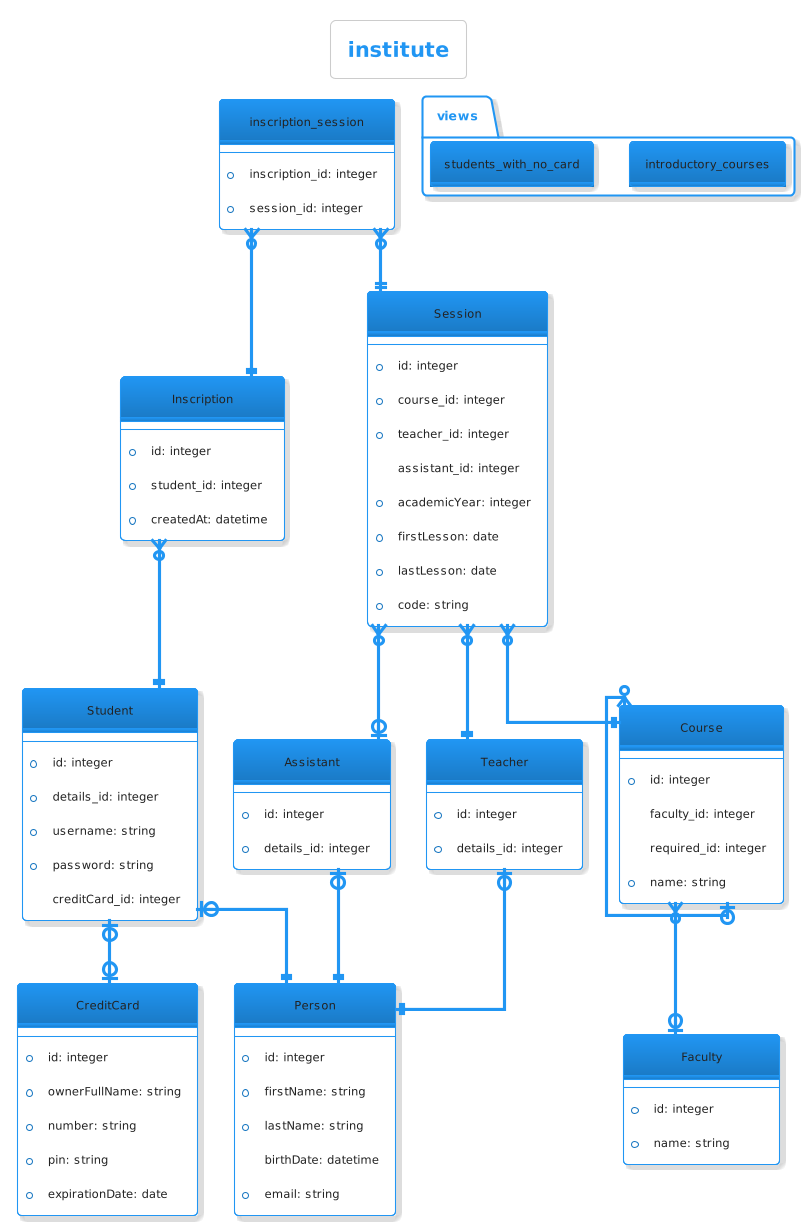 institute
inscription_session
inscription_id: integer
session_id: integer
views
students_with_no_card
introductory_courses
Session
id: integer
course_id: integer
teacher_id: integer
assistant_id: integer
academicYear: integer
firstLesson: date
lastLesson: date
code: string
Inscription
id: integer
student_id: integer
createdAt: datetime
Student
id: integer
details_id: integer
username: string
password: string
creditCard_id: integer
Assistant
id: integer
details_id: integer
Teacher
id: integer
details_id: integer
Course
id: integer
faculty_id: integer
required_id: integer
name: string
CreditCard
id: integer
ownerFullName: string
number: string
pin: string
expirationDate: date
Person
id: integer
firstName: string
lastName: string
birthDate: datetime
email: string
Faculty
id: integer
name: string